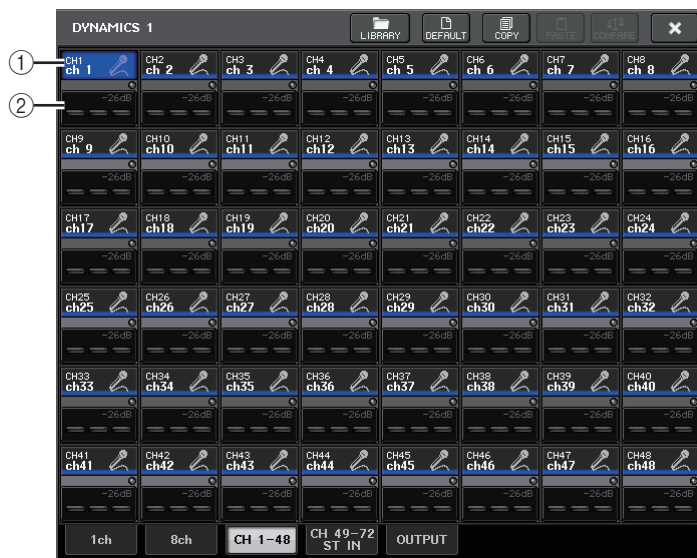 DYNAMICS 1
LIBRARY DEFAULT COPY PASTE COMPARE
① CH1 CH2 CH3 CH4 CH5 CH6 CH7 CH8
ch 1 ch 2 ch 3 ch 4 ch 5 ch 6 ch 7 ch 8
② -26dB -26dB -26dB -26dB -26dB -26dB -26dB -26dB
CH9 CH10 CH11 CH12 CH13 CH14 CH15 CH16
ch 9 ch10 ch11 ch12 ch13 ch14 ch15 ch16
-26dB -26dB -26dB -26dB -26dB -26dB -26dB -26dB
CH17 CH18 CH19 CH20 CH21 CH22 CH23 CH24
ch17 ch18 ch19 ch20 ch21 ch22 ch23 ch24
-26dB -26dB -26dB -26dB -26dB -26dB -26dB -26dB
CH25 CH26 CH27 CH28 CH29 CH30 CH31 CH32
ch25 ch26 ch27 ch28 ch29 ch30 ch31 ch32
-26dB -26dB -26dB -26dB -26dB -26dB -26dB -26dB
CH33 CH34 CH35 CH36 CH37 CH38 CH39 CH40
ch33 ch34 ch35 ch36 ch37 ch38 ch39 ch40
-26dB -26dB -26dB -26dB -26dB -26dB -26dB -26dB
CH41 CH42 CH43 CH44 CH45 CH46 CH47 CH48
ch41 ch42 ch43 ch44 ch45 ch46 ch47 ch48
-26dB -26dB -26dB -26dB -26dB -26dB -26dB -26dB
1ch 8ch CH 1-48 CH 49-72 OUTPUT
ST IN